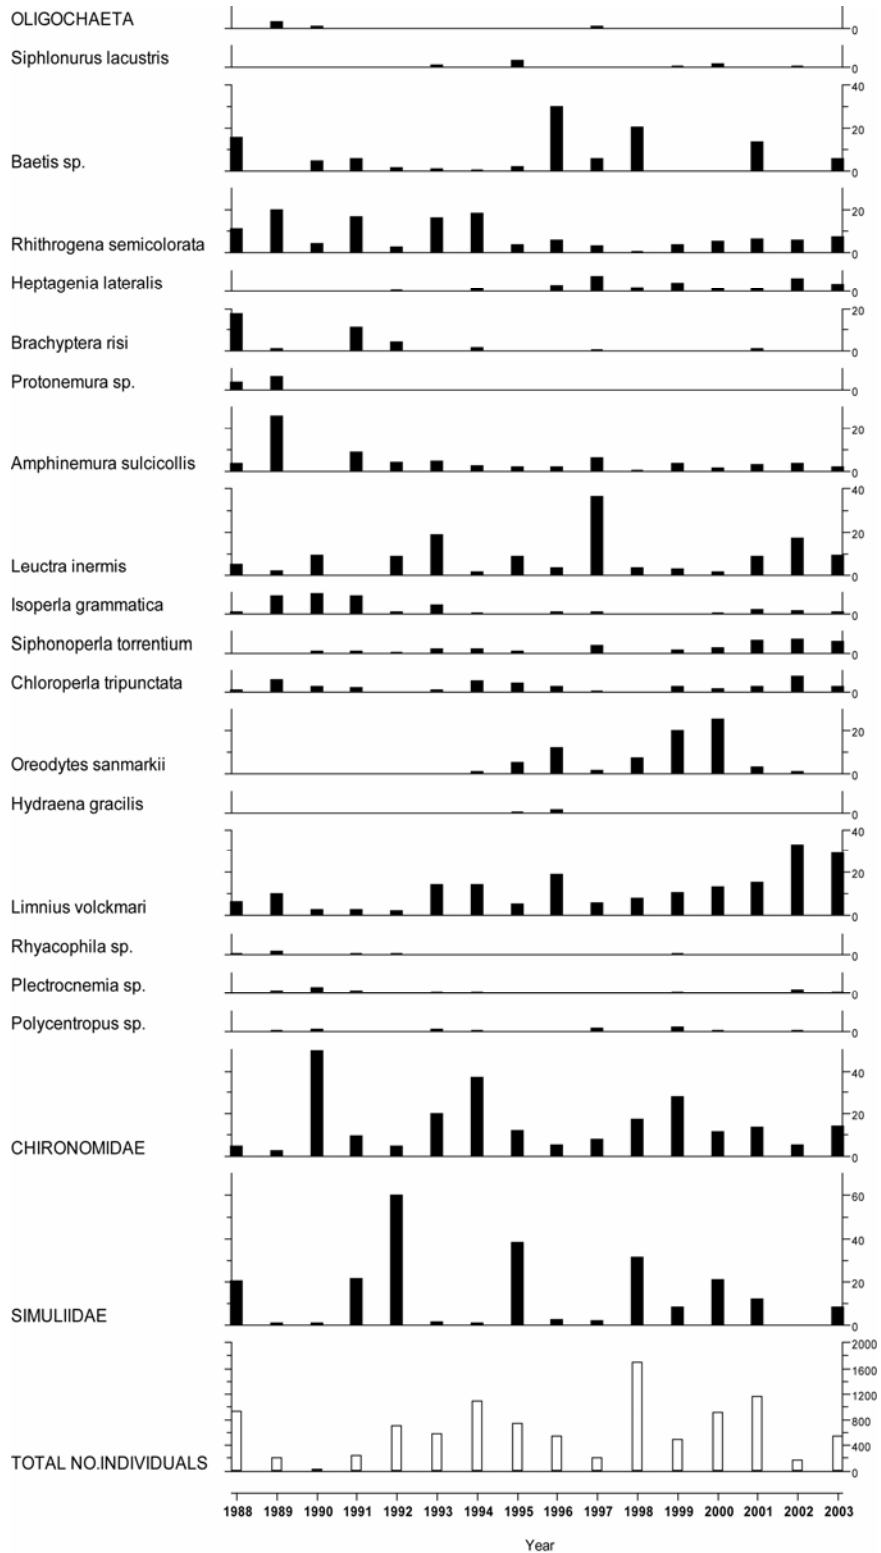 OLIGOCHAETA
0
Siphlonurus lacustris
0
40
20
Baetis sp.
0
20
Rhithrogena semicolorata
0
Heptagenia lateralis
0
20
Brachyptera risi
0
Protonemura sp.
0
20
Amphinemura sulcicollis
0
40
20
Leuctra inermis
0
Isoperla grammatica
0
Siphonoperla torrentium
0
Chloroperla tripunctata
0
20
Oreodytes sanmarkii
0
Hydraena gracilis
0
40
20
Limnius volckmari
0
Rhyacophila sp.
0
Plectrocnemia sp.
0
Polycentropus sp.
0
40
20
CHIRONOMIDAE
0
60
40
20
SIMULIIDAE
0
2000
1600
1200
800
400
TOTAL NO.INDIVIDUALS
0
1988 1989 1990 1991 1992 1993 1994 1995 1996 1997 1998 1999 2000 2001 2002 2003
Year